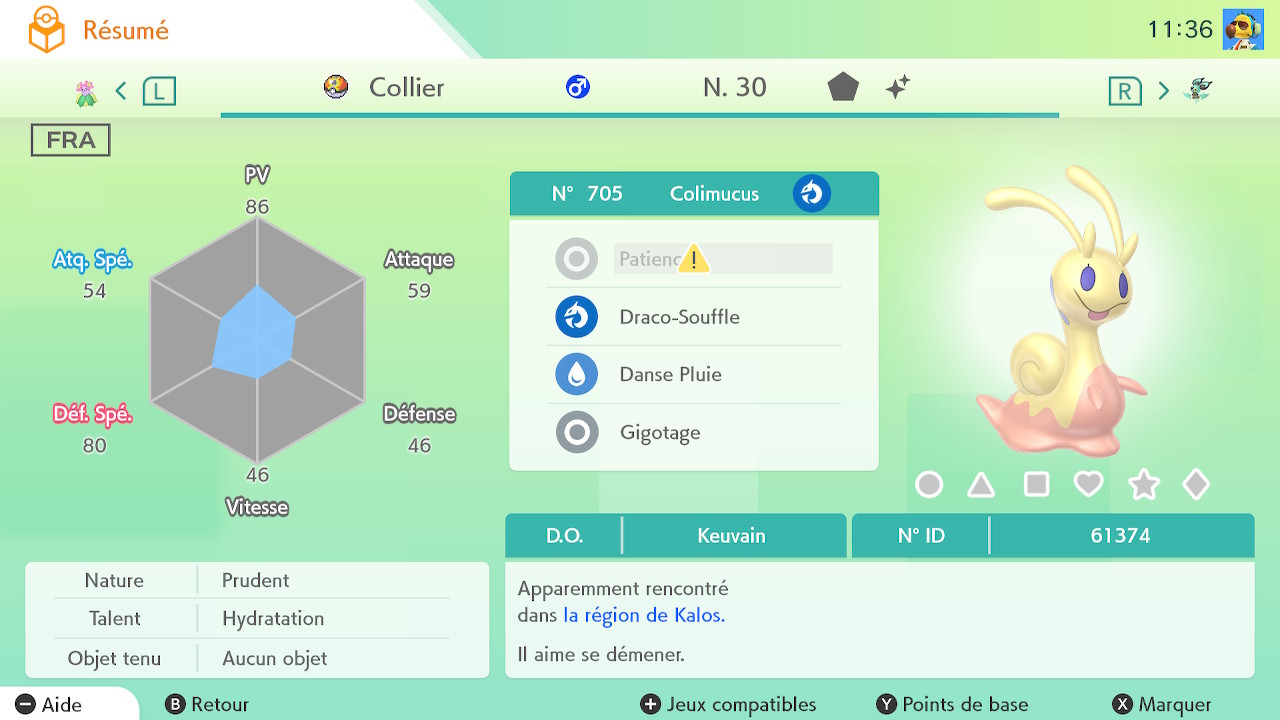 Résumé
11:36
L
Collier
N. 30
R
FRA
PV
86
Atq. Spé.
54
Attaque
59
Déf. Spé.
80
Défense
46
46
Vitesse
N° 705 Colimucus
Patienc
Draco-Souffle
Danse Pluie
Gigotage
D.O. Keuvain
N° ID 61374
Nature Prudent
Talent Hydratation
Objet tenu Aucun objet
Apparemment rencontré
dans la région de Kalos.
Il aime se démener.
Aide
B Retour
Jeux compatibles
Y Points de base
X Marquer